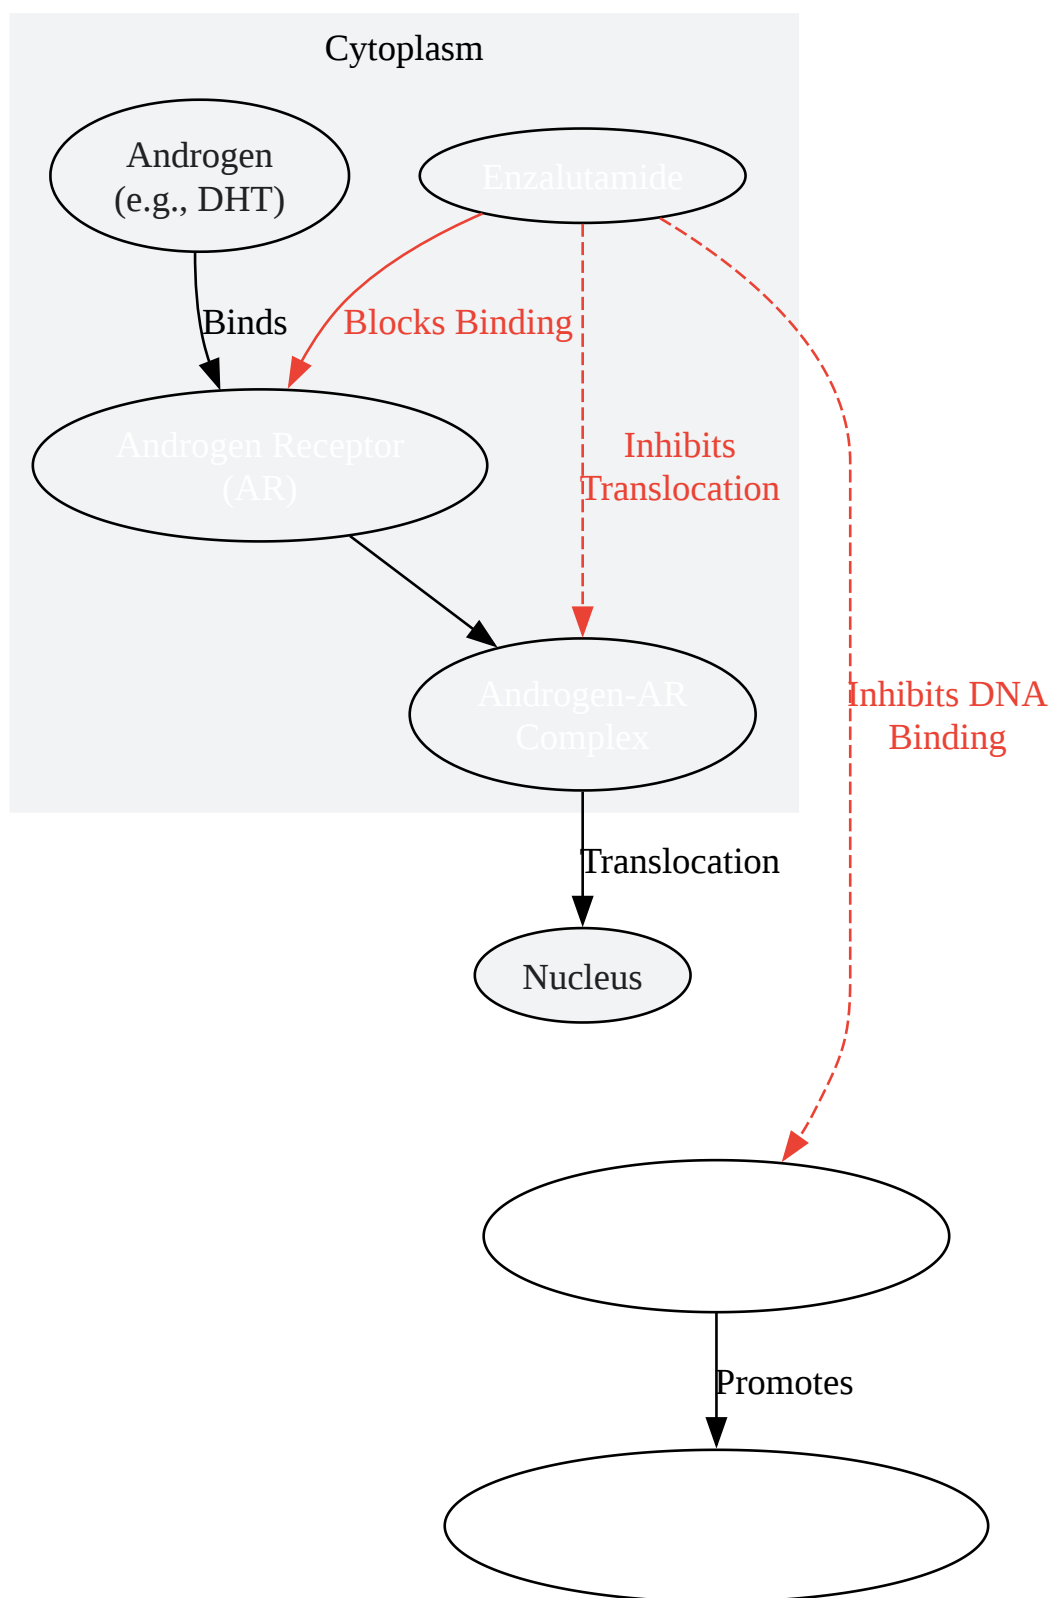 Cytoplasm
Androgen
(e.g., DHT)
Enzalutamide
Binds
Blocks Binding
Androgen Receptor
(AR)
Inhibits
Translocation
Androgen-AR
Complex
Inhibits DNA
Binding
Translocation
Nucleus
Promotes